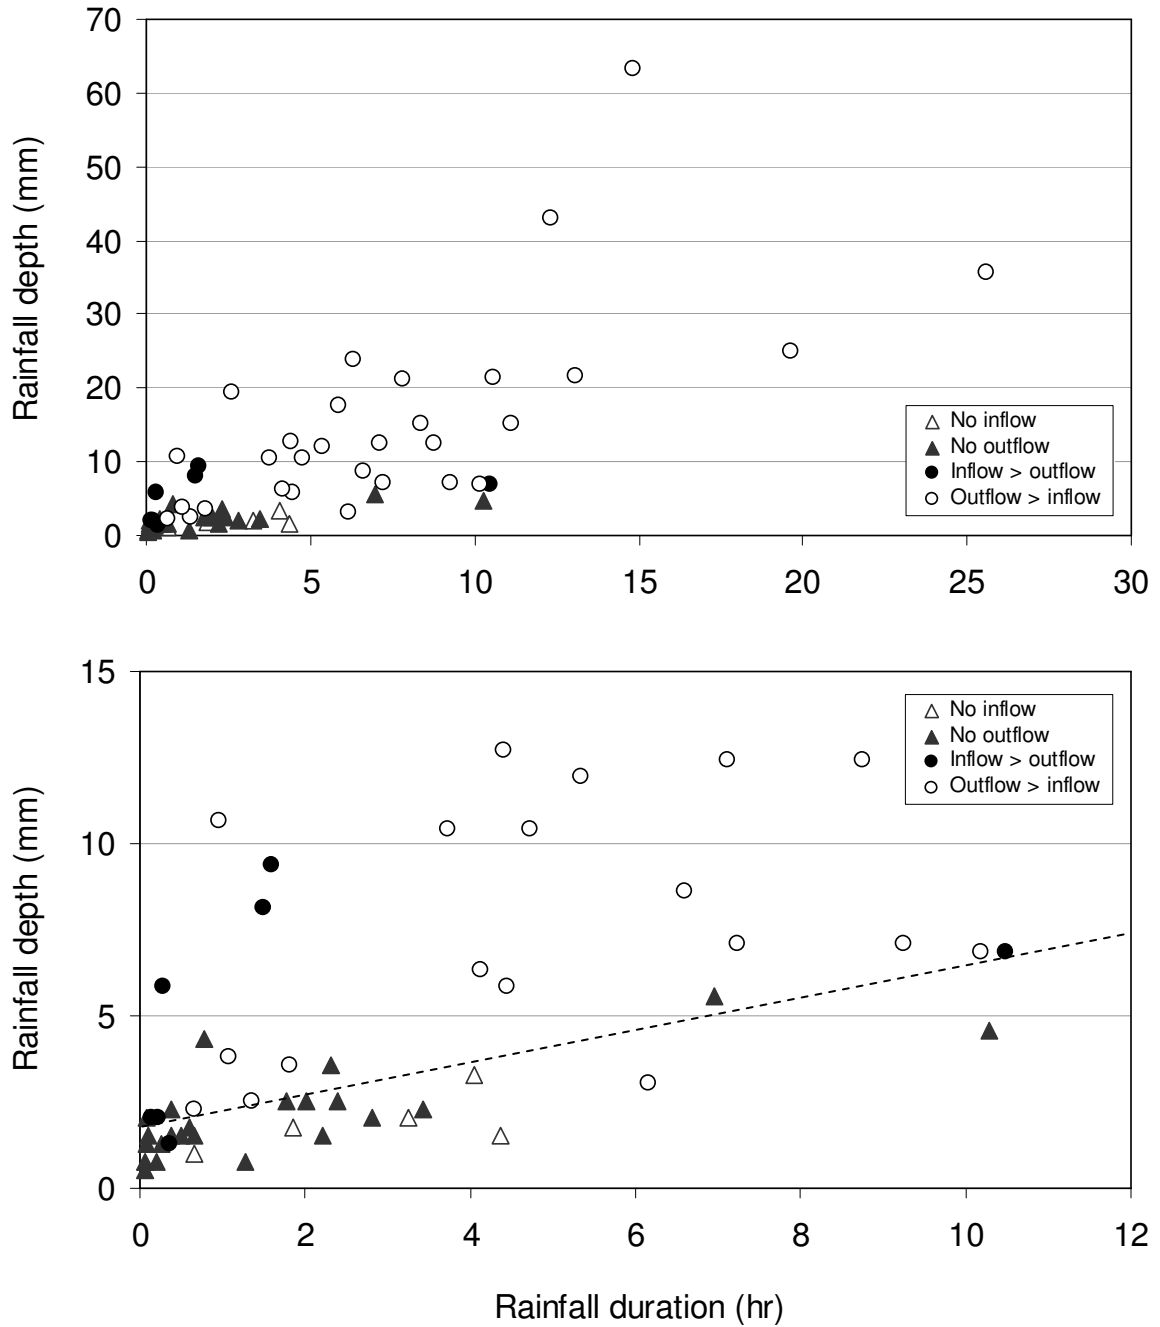 70
60
50
40
30
20
10
0
Rainfall depth (mm)
No inflow
No outflow
Inflow > outflow
Outflow > inflow
0 5 10 15 20 25 30
15
10
5
0
Rainfall depth (mm)
No inflow
No outflow
Inflow > outflow
Outflow > inflow
0 2 4 6 8 10 12
Rainfall duration (hr)